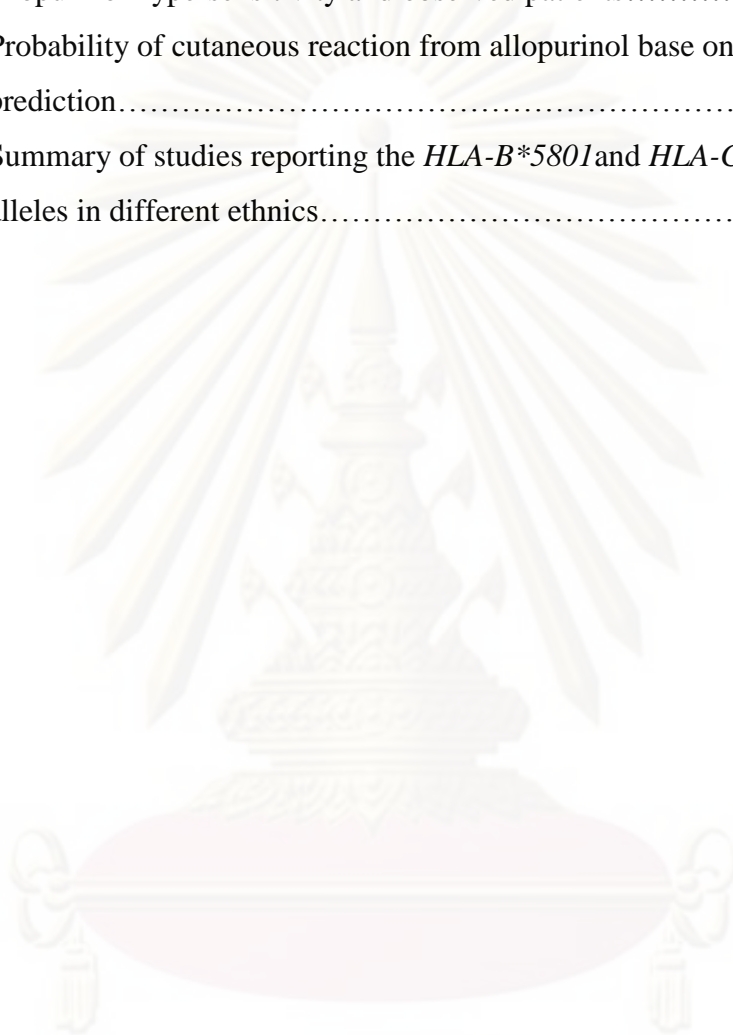 Probability of cutaneous reaction from allopurinol base on
prediction……………………………………………………………
Summary of studies reporting the HLA-B*5801and
alleles in different ethnics…………………………………………